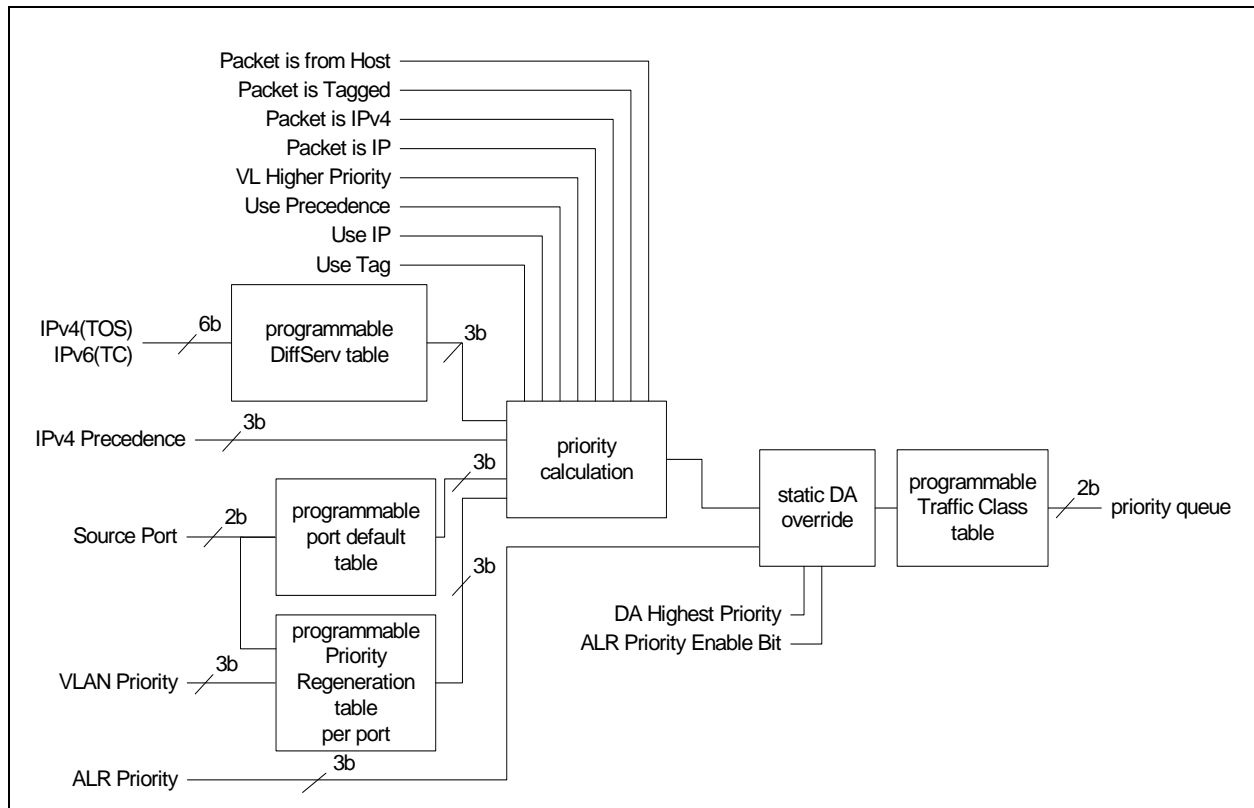 Packet is from Host
Packet is Tagged
Packet is IPv4
Packet is IP
VL Higher Priority
Use Precedence
Use IP
Use Tag
IPv4(TOS)
IPv6(TC)
6b
programmable
DiffServ table
3b
IPv4 Precedence
3b
priority
calculation
3b
Source Port
2b
programmable
port default
table
3b
static DA
override
programmable
Traffic Class
table
2b
priority queue
DA Highest Priority
ALR Priority Enable Bit
VLAN Priority
3b
programmable
Priority
Regeneration
table
per port
ALR Priority
3b